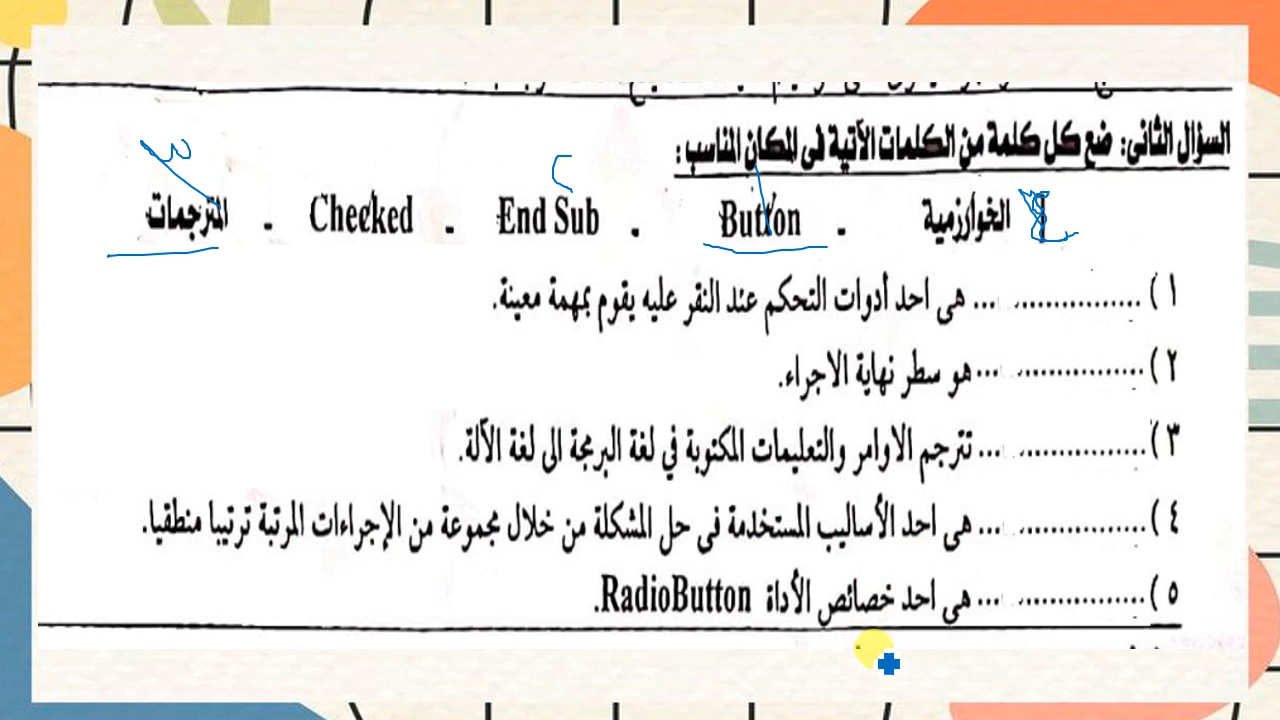 السؤال الثانى: ضع كل كلمة من الكلمات الآتية فى المكان المناسب :
الخوارزمية - Button - End Sub - Checked - المترجمات
١ ) ................... هى احد أدوات التحكم عند النقر عليه يقوم بمهمة معينة.
٢ ) ................... هو سطر نهاية الاجراء.
٣ ) ................... تترجم الاوامر والتعليمات المكتوبة في لغة البرمجة الى لغة الآلة.
٤ ) ................... هى احد الأساليب المستخدمة فى حل المشكلة من خلال مجموعة من الإجراءات المرتبة ترتيبا منطقيا.
٥ ) ................... هى احد خصائص الأداة RadioButton.